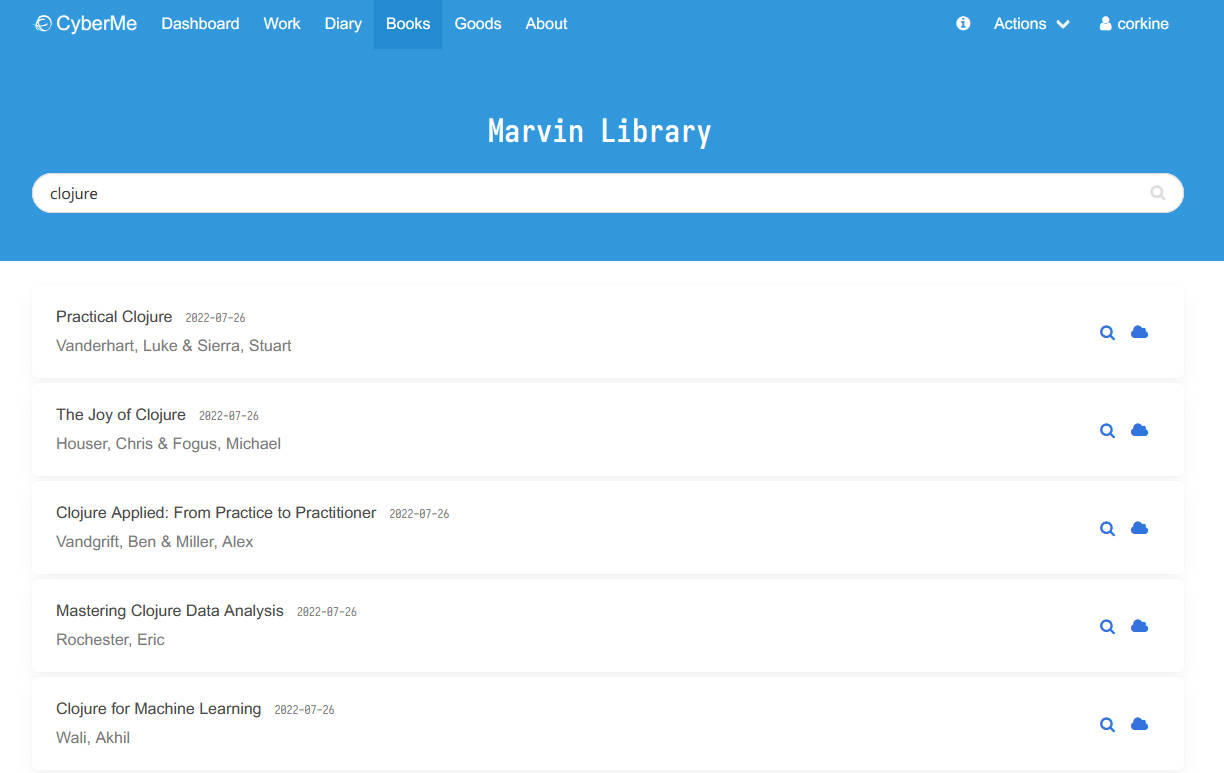 CyberMe Dashboard Work Diary Books Goods About Actions corkine
Marvin Library
clojure
Practical Clojure 2022-07-26
Vanderhart, Luke & Sierra, Stuart
The Joy of Clojure 2022-07-26
Houser, Chris & Fogus, Michael
Clojure Applied: From Practice to Practitioner 2022-07-26
Vandgrift, Ben & Miller, Alex
Mastering Clojure Data Analysis 2022-07-26
Rochester, Eric
Clojure for Machine Learning 2022-07-26
Wali, Akhil